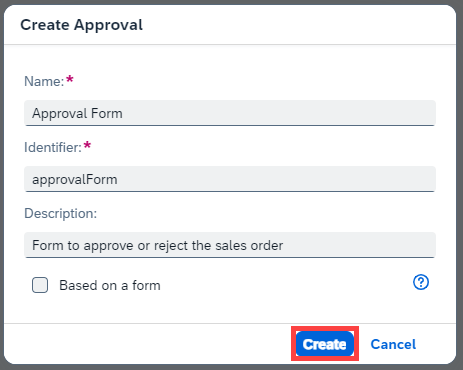 Create Approval
Name:*
Approval Form
Identifier:*
approvalForm
Description:
Form to approve or reject the sales order
Based on a form ?
Create Cancel